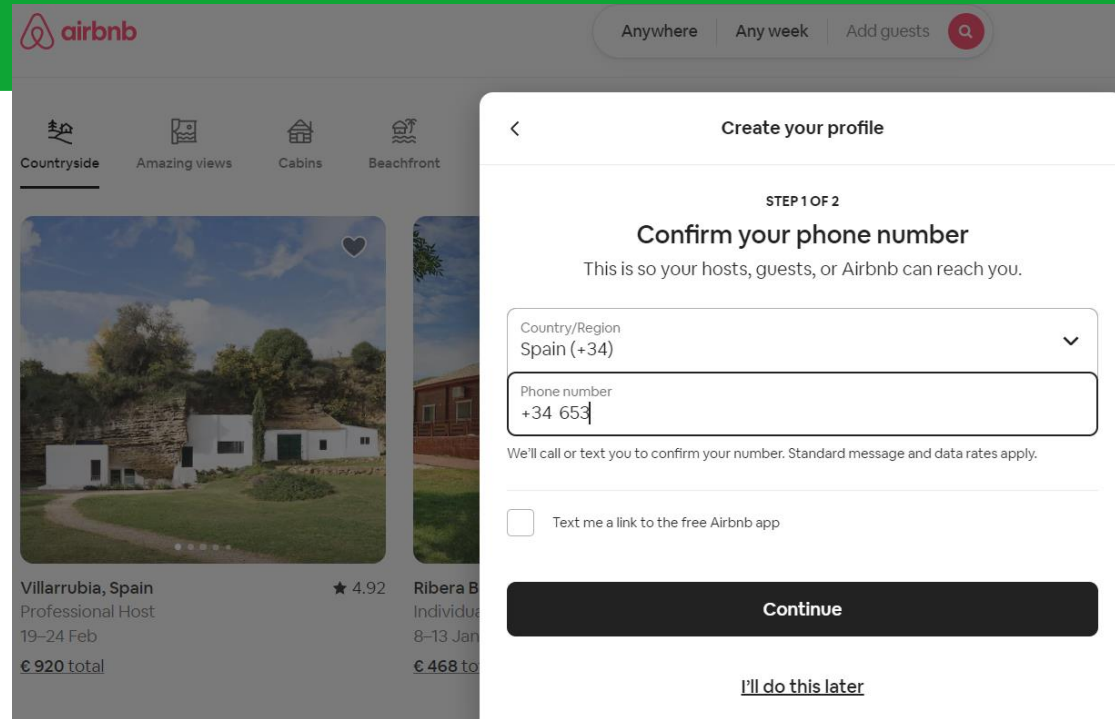 airbnb
Anywhere Any week Add guests
Countryside Amazing views Cabins Beachfront
Villarrubia, Spain ★ 4.92
Professional Host
19–24 Feb
€ 920 total
Ribera B
Individua
8–13 Jan
€ 468 to
Create your profile
STEP 1 OF 2
Confirm your phone number
This is so your hosts, guests, or Airbnb can reach you.
Country/Region
Spain (+34)
Phone number
+34 653
We'll call or text you to confirm your number. Standard message and data rates apply.
Text me a link to the free Airbnb app
Continue
I'll do this later